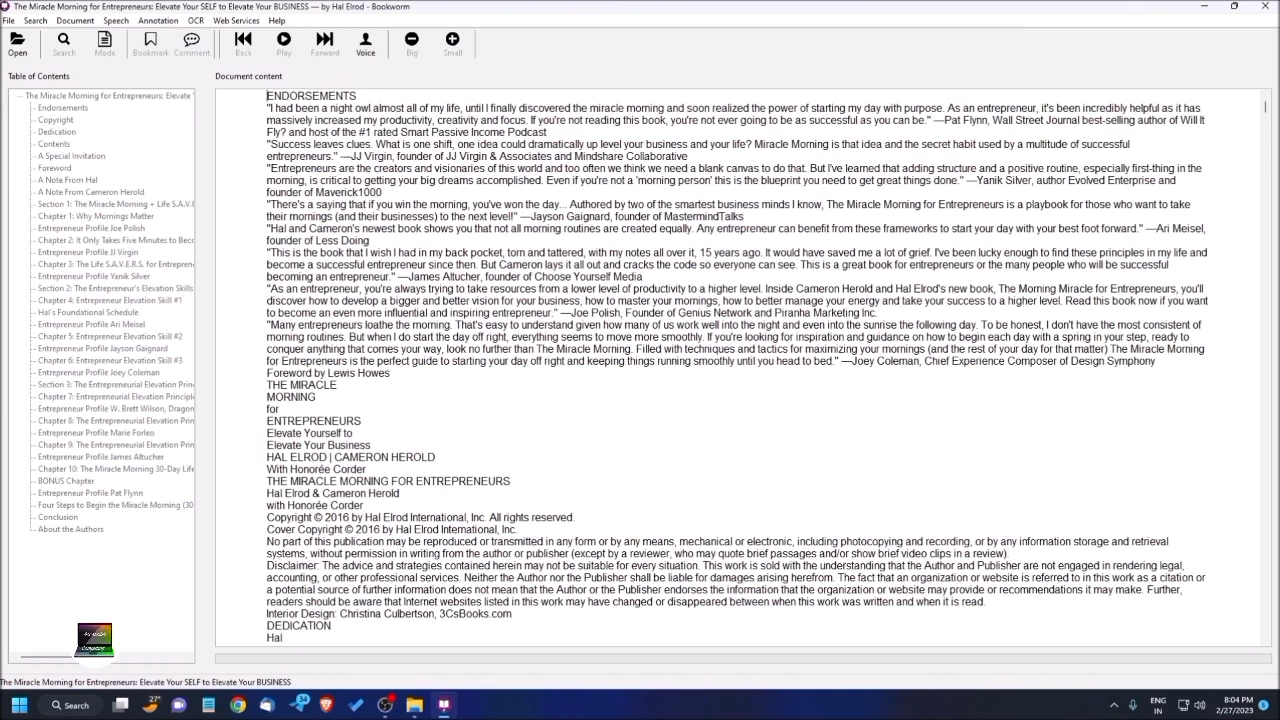 The Miracle Morning for Entrepreneurs: Elevate Your SELF to Elevate Your BUSINESS — by Hal Elrod - Bookworm
File Search Document Speech Annotation OCR Web Services Help
Open Search Mode Bookmark Comment Back Play Forward Voice Big Small
Table of Contents
The Miracle Morning for Entrepreneurs: Elevate
Endorsements
Copyright
Dedication
Contents
A Special Invitation
Foreword
A Note From Hal
A Note From Cameron Herold
Section 1: The Miracle Morning + Life S.A.V.E
Chapter 1: Why Mornings Matter
Entrepreneur Profile Joe Polish
Chapter 2: It Only Takes Five Minutes to Beco
Entrepreneur Profile JJ Virgin
Chapter 3: The Life S.A.V.E.R.S. for Entrepren
Entrepreneur Profile Yanik Silver
Section 2: The Entrepreneur's Elevation Skills
Chapter 4: Entrepreneur Elevation Skill #1
Hal's Foundational Schedule
Entrepreneur Profile Ari Meisel
Chapter 5: Entrepreneur Elevation Skill #2
Entrepreneur Profile Jayson Gaignard
Chapter 6: Entrepreneur Elevation Skill #3
Entrepreneur Profile Joey Coleman
Section 3: The Entrepreneurial Elevation Prin
Chapter 7: Entrepreneurial Elevation Principle
Entrepreneur Profile W. Brett Wilson, Dragon
Chapter 8: The Entrepreneurial Elevation Prin
Entrepreneur Profile Marie Forleo
Chapter 9: The Entrepreneurial Elevation Prin
Entrepreneur Profile James Altucher
Chapter 10: The Miracle Morning 30-Day Life
BONUS Chapter
Entrepreneur Profile Pat Flynn
Four Steps to Begin the Miracle Morning (30
Conclusion
About the Authors
Document content
ENDORSEMENTS
"I had been a night owl almost all of my life, until I finally discovered the miracle morning and soon realized the power of starting my day with purpose. As an entrepreneur, it's been incredibly helpful as it has
massively increased my productivity, creativity and focus. If you're not reading this book, you're not ever going to be as successful as you can be." —Pat Flynn, Wall Street Journal best-selling author of Will It
Fly? and host of the #1 rated Smart Passive Income Podcast
"Success leaves clues. What is one shift, one idea could dramatically up level your business and your life? Miracle Morning is that idea and the secret habit used by a multitude of successful
entrepreneurs." —JJ Virgin, founder of JJ Virgin & Associates and Mindshare Collaborative
"Entrepreneurs are the creators and visionaries of this world and too often we think we need a blank canvas to do that. But I've learned that adding structure and a positive routine, especially first-thing in the
morning, is critical to getting your big dreams accomplished. Even if you're not a 'morning person' this is the blueprint you need to get great things done." —Yanik Silver, author Evolved Enterprise and
founder of Maverick1000
"There's a saying that if you win the morning, you've won the day... Authored by two of the smartest business minds I know, The Miracle Morning for Entrepreneurs is a playbook for those who want to take
their mornings (and their businesses) to the next level!" —Jayson Gaignard, founder of MastermindTalks
"Hal and Cameron's newest book shows you that not all morning routines are created equally. Any entrepreneur can benefit from these frameworks to start your day with your best foot forward." —Ari Meisel,
founder of Less Doing
"This is the book that I wish I had in my back pocket, torn and tattered, with my notes all over it, 15 years ago. It would have saved me a lot of grief. I've been lucky enough to find these principles in my life and
become a successful entrepreneur since then. But Cameron lays it all out and cracks the code so everyone can see. This is a great book for entrepreneurs or the many people who will be successful
becoming an entrepreneur." —James Altucher, founder of Choose Yourself Media
"As an entrepreneur, you're always trying to take resources from a lower level of productivity to a higher level. Inside Cameron Herold and Hal Elrod's new book, The Morning Miracle for Entrepreneurs, you'll
discover how to develop a bigger and better vision for your business, how to master your mornings, how to better manage your energy and take your success to a higher level. Read this book now if you want
to become an even more influential and inspiring entrepreneur." —Joe Polish, Founder of Genius Network and Piranha Marketing Inc.
"Many entrepreneurs loathe the morning. That's easy to understand given how many of us work well into the night and even into the sunrise the following day. To be honest, I don't have the most consistent of
morning routines. But when I do start the day off right, everything seems to move more smoothly. If you're looking for inspiration and guidance on how to begin each day with a spring in your step, ready to
conquer anything that comes your way, look no further than The Miracle Morning. Filled with techniques and tactics for maximizing your mornings (and the rest of your day for that matter) The Miracle Morning
for Entrepreneurs is the perfect guide to starting your day off right and keeping things running smoothly until you head to bed." —Joey Coleman, Chief Experience Composer of Design Symphony
Foreword by Lewis Howes
THE MIRACLE
MORNING
for
ENTREPRENEURS
Elevate Yourself to
Elevate Your Business
HAL ELROD | CAMERON HEROLD
With Honorée Corder
THE MIRACLE MORNING FOR ENTREPRENEURS
Hal Elrod & Cameron Herold
with Honorée Corder
Copyright © 2016 by Hal Elrod International, Inc. All rights reserved.
Cover Copyright © 2016 by Hal Elrod International, Inc.
No part of this publication may be reproduced or transmitted in any form or by any means, mechanical or electronic, including photocopying and recording, or by any information storage and retrieval
systems, without permission in writing from the author or publisher (except by a reviewer, who may quote brief passages and/or show brief video clips in a review).
Disclaimer: The advice and strategies contained herein may not be suitable for every situation. This work is sold with the understanding that the Author and Publisher are not engaged in rendering legal,
accounting, or other professional services. Neither the Author nor the Publisher shall be liable for damages arising herefrom. The fact that an organization or website is referred to in this work as a citation or
a potential source of further information does not mean that the Author or the Publisher endorses the information that the organization or website may provide or recommendations it may make. Further,
readers should be aware that Internet websites listed in this work may have changed or disappeared between when this work was written and when it is read.
Interior Design: Christina Culbertson, 3CsBooks.com
DEDICATION
Hal
The Miracle Morning for Entrepreneurs: Elevate Your SELF to Elevate Your BUSINESS
Search
27°
34
ENG
IN
8:04 PM
2/27/2023